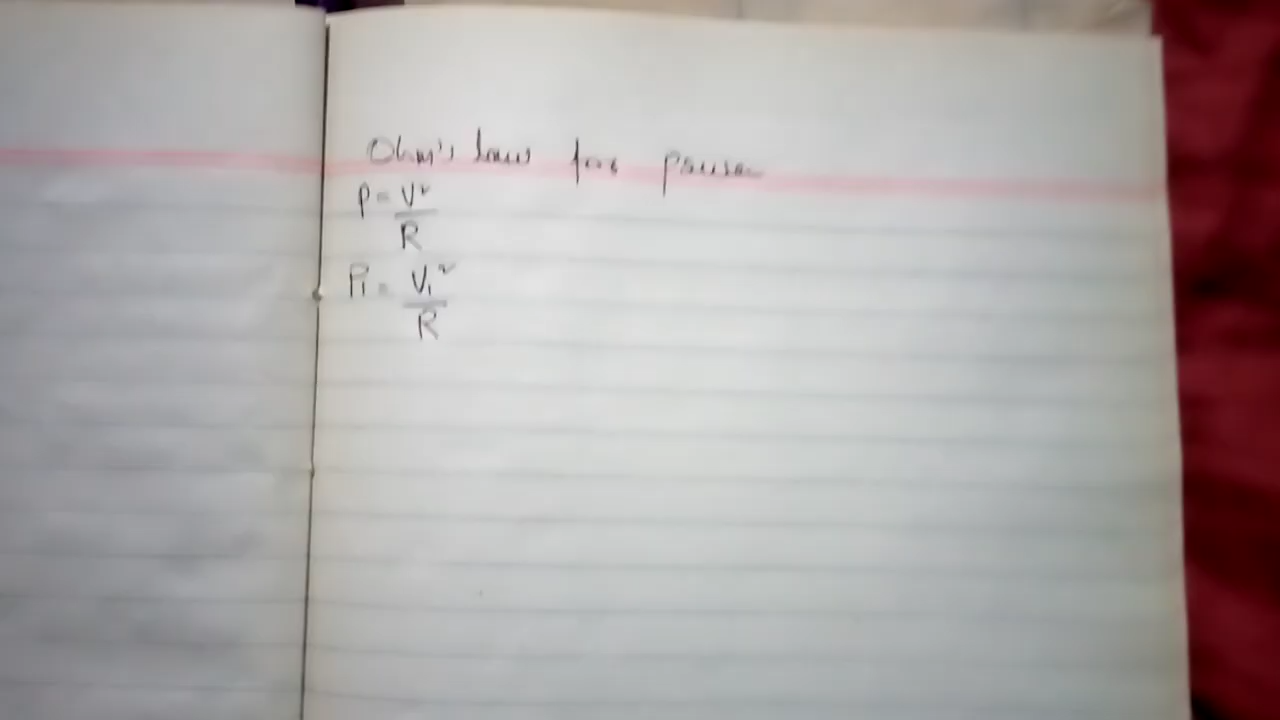 Ohm's law for power
P = V²
R
P₁ = V₁²
R